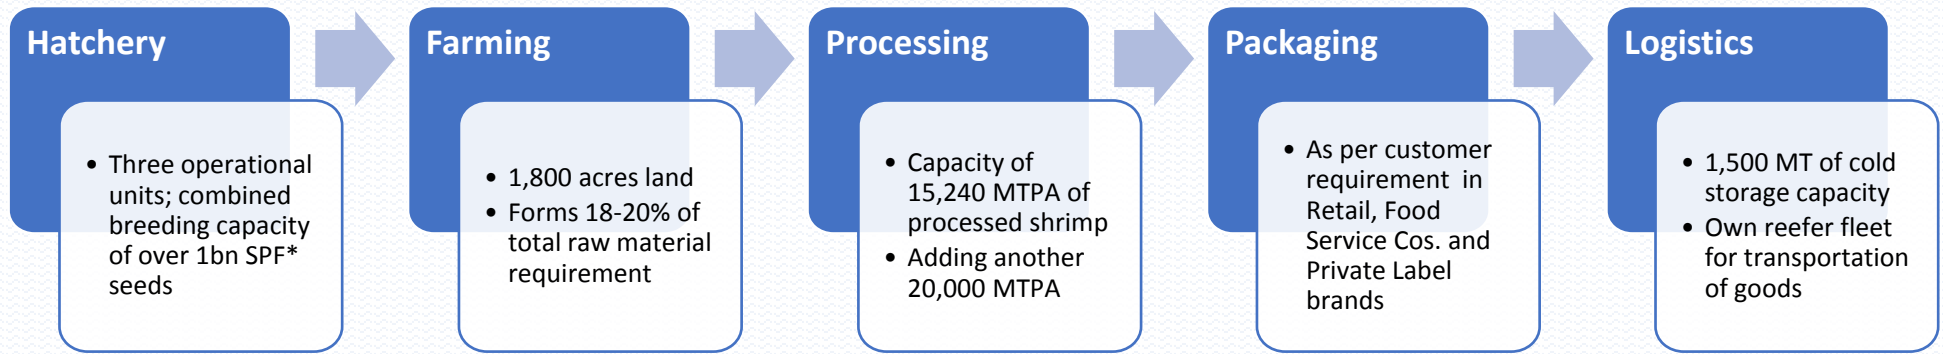 Hatchery
• Three operational
units; combined
breeding capacity
of over 1bn SPF*
seeds
Farming
• 1,800 acres land
• Forms 18-20% of
total raw material
requirement
Processing
• Capacity of
15,240 MTPA of
processed shrimp
• Adding another
20,000 MTPA
Packaging
• As per customer
requirement in
Retail, Food
Service Cos. and
Private Label
brands
Logistics
• 1,500 MT of cold
storage capacity
• Own reefer fleet
for transportation
of goods